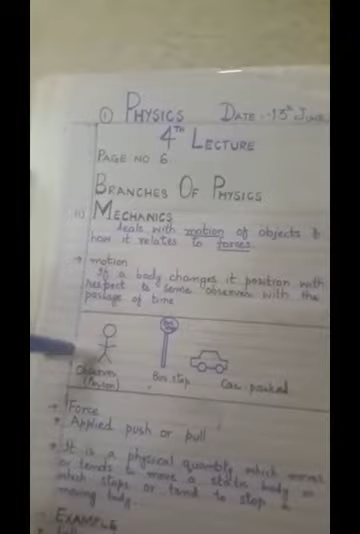 ① PHYSICS DATE :- 13th June
4TH LECTURE
PAGE NO 6
BRANCHES OF PHYSICS
MECHANICS
deals with motion of objects &
how it relates to forces
→ motion
If a body changes it position with
respect to some observer with the
passage of time
Observer
(Person)
Bus stop
Car parked
→ Force
* Applied push or pull
* It is a physical quantity which moves
or tends to move a static body or
which stops or tend to stop a
moving body.
→ EXAMPLE